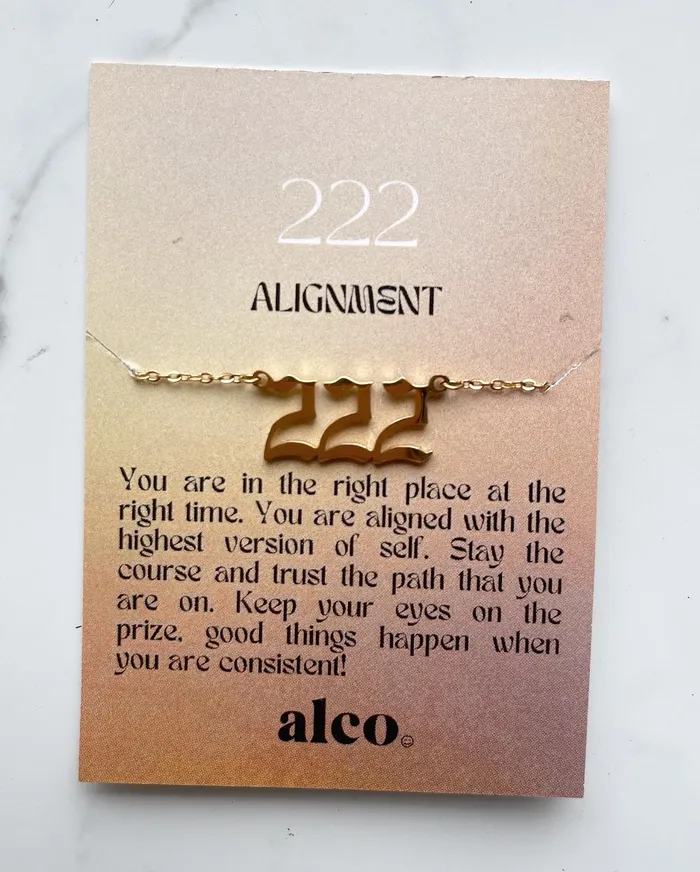 222
ALIGNMENT
222
You are in the right place at the
right time. You are aligned with the
highest version of self. Stay the
course and trust the path that you
are on. Keep your eyes on the
prize. good things happen when
you are consistent!
alco